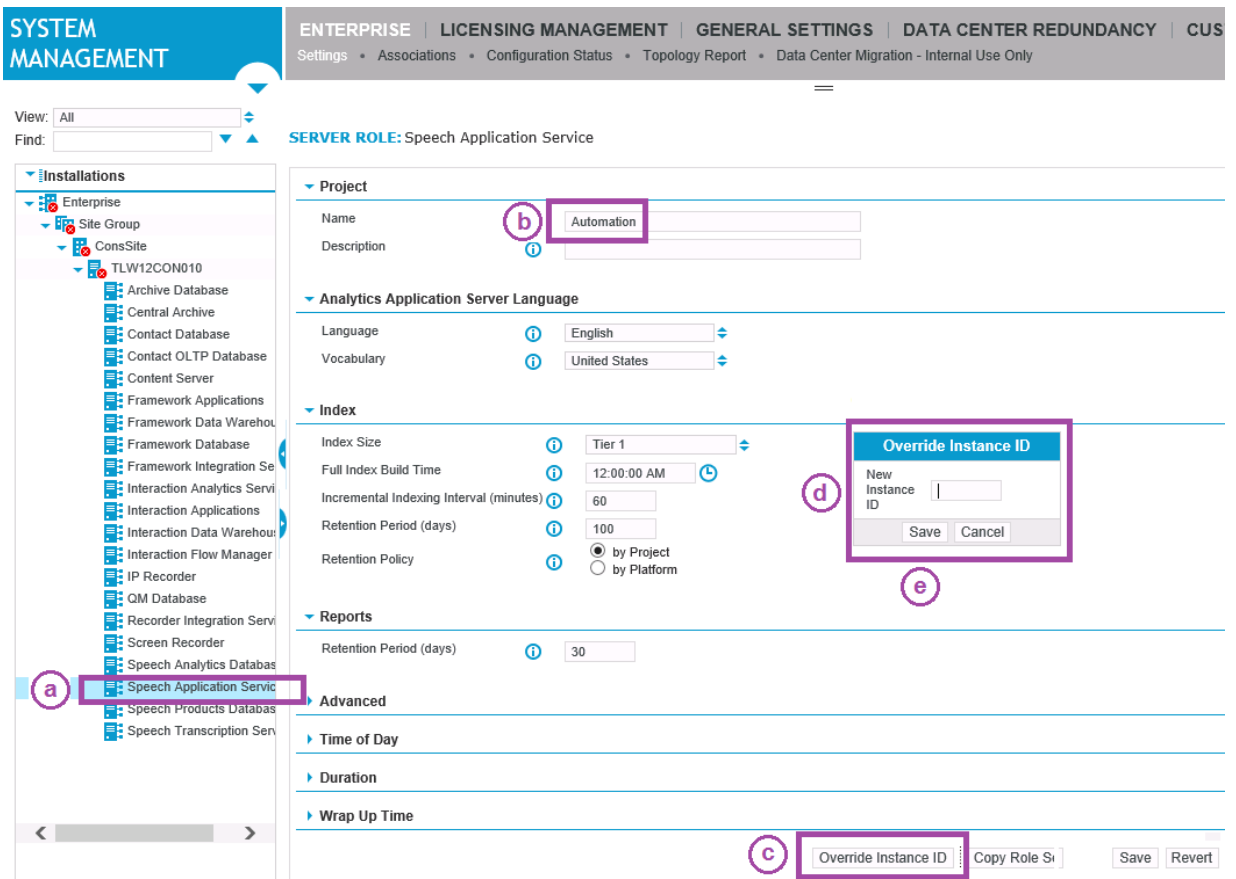 SYSTEM
MANAGEMENT
ENTERPRISE | LICENSING MANAGEMENT | GENERAL SETTINGS | DATA CENTER REDUNDANCY | CUS
Settings • Associations • Configuration Status • Topology Report • Data Center Migration - Internal Use Only
View: All
Find:
SERVER ROLE: Speech Application Service
Installations
Enterprise
Site Group
ConsSite
TLW12CON010
Archive Database
Central Archive
Contact Database
Contact OLTP Database
Content Server
Framework Applications
Framework Data Warehou
Framework Database
Framework Integration Se
Interaction Analytics Servi
Interaction Applications
Interaction Data Warehous
Interaction Flow Manager
IP Recorder
QM Database
Recorder Integration Servi
Screen Recorder
Speech Analytics Databas
a
Speech Application Servic
Speech Products Databas
Speech Transcription Serv
Project
Name b Automation
Description
Analytics Application Server Language
Language English
Vocabulary United States
Index
Index Size Tier 1
Full Index Build Time 12:00:00 AM
Incremental Indexing Interval (minutes) 60
Retention Period (days) 100
Retention Policy by Project
by Platform
Override Instance ID
d
New
Instance
ID
Save Cancel
e
Reports
Retention Period (days) 30
Advanced
Time of Day
Duration
Wrap Up Time
c
Override Instance ID Copy Role Se Save Revert